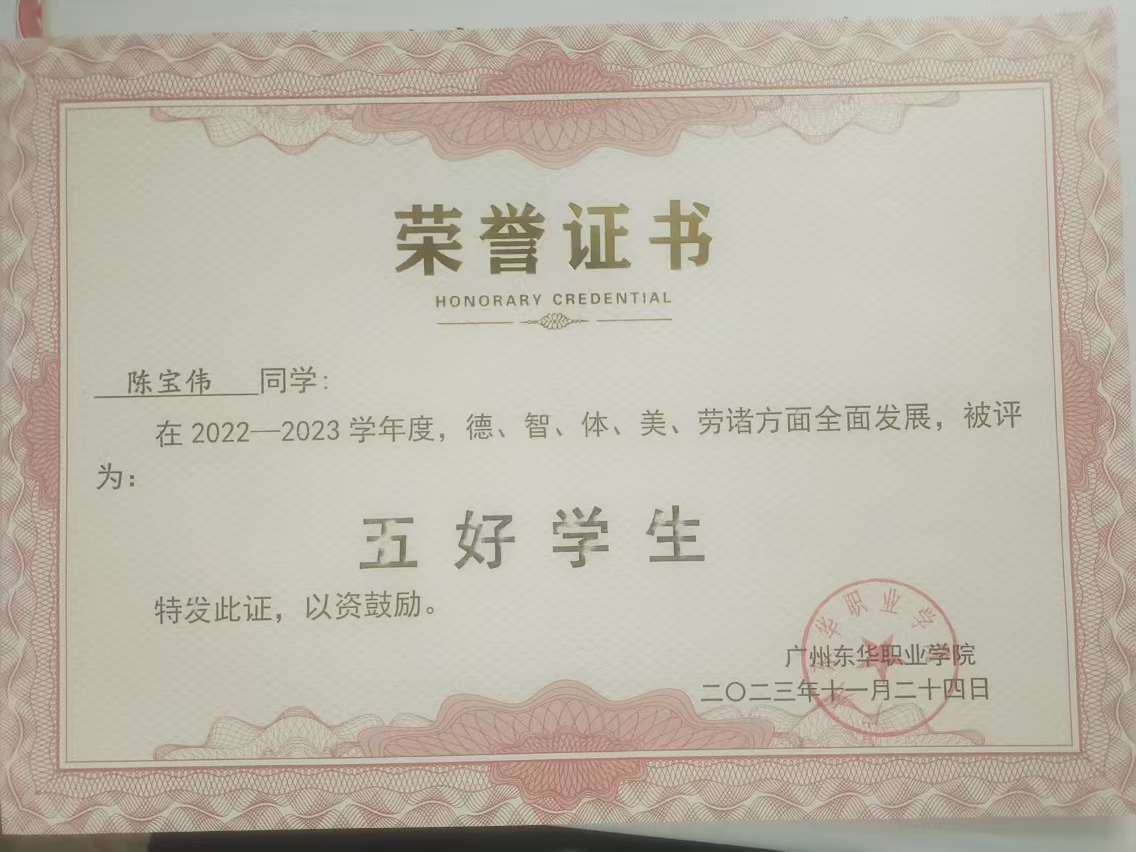 荣誉证书
HONORARY CREDENTIAL
陈宝伟 同学：
在 2022—2023 学年度，德、智、体、美、劳诸方面全面发展，被评
为：
五好学生
特发此证，以资鼓励。
广州东华职业学院
二〇二三年十一月二十四日